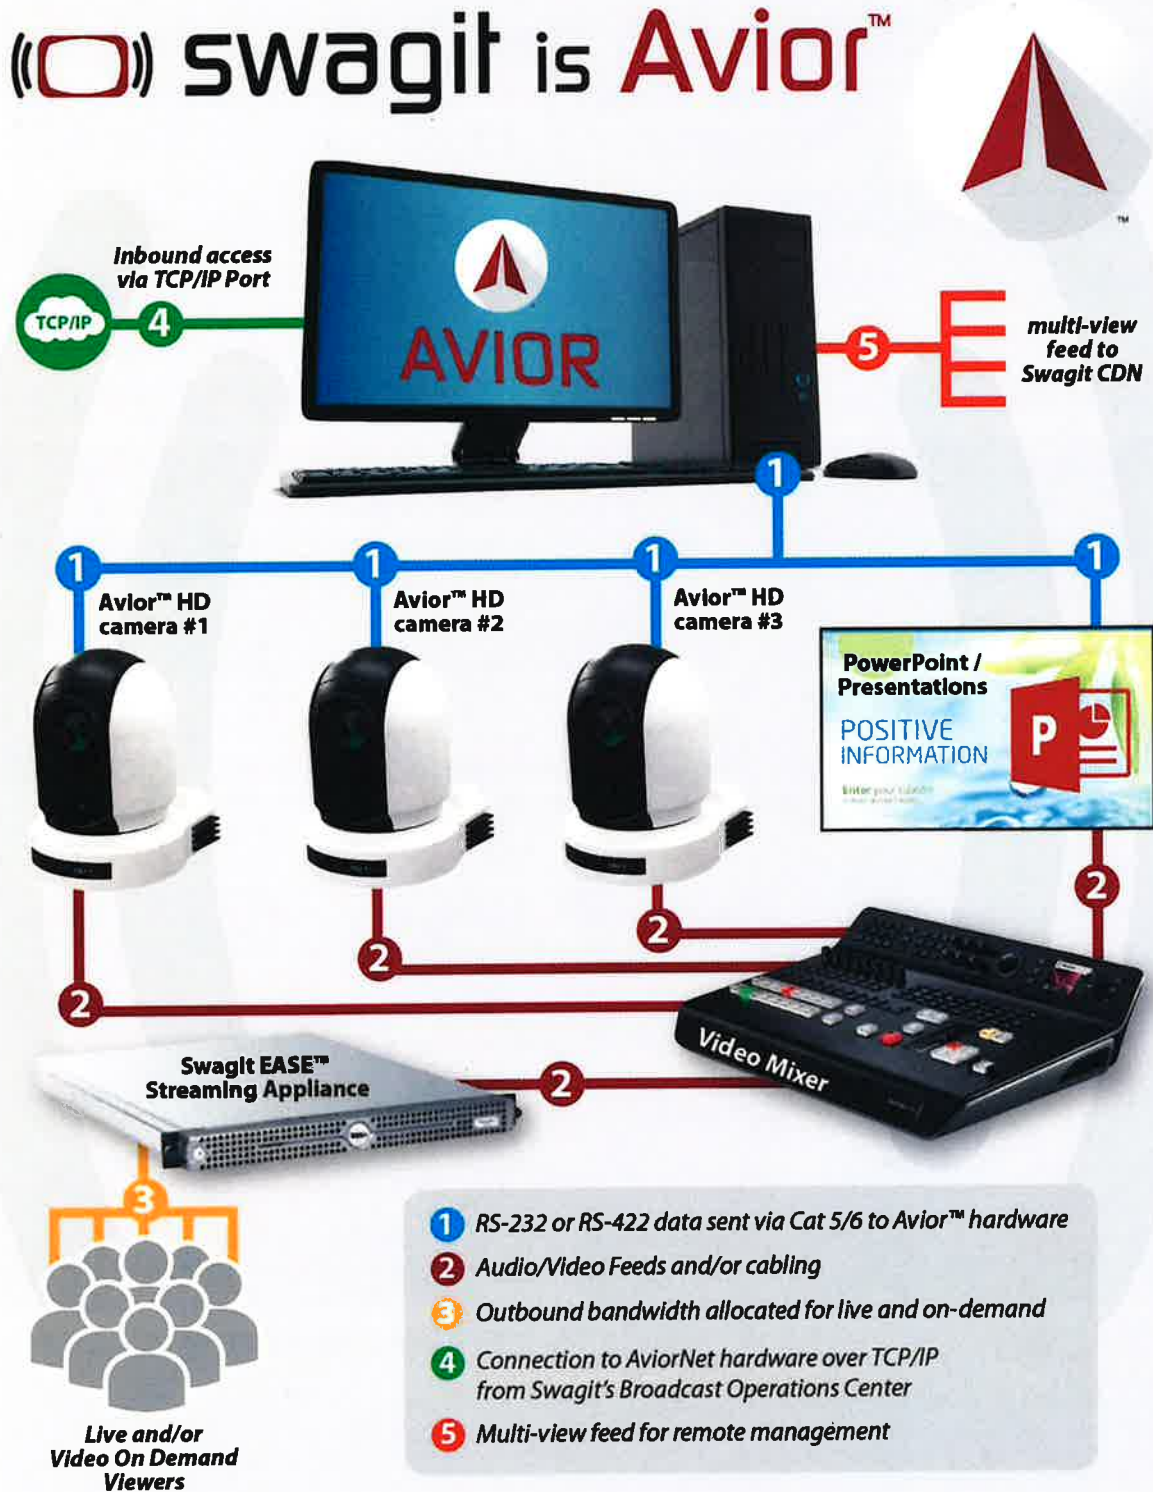 swagit is Avior™
™
Inbound access
via TCP/IP Port
TCP/IP
4
AVIOR
5
multi-view
feed to
Swagit CDN
1
1
1
1
1
Avior™ HD
camera #1
Avior™ HD
camera #2
Avior™ HD
camera #3
PowerPoint /
Presentations
POSITIVE
INFORMATION
P
Enter your subtitle
2
2
2
2
Video Mixer
Swagit EASE™
Streaming Appliance
2
3
1 RS-232 or RS-422 data sent via Cat 5/6 to Avior™ hardware
2 Audio/Video Feeds and/or cabling
3 Outbound bandwidth allocated for live and on-demand
4 Connection to AviorNet hardware over TCP/IP
from Swagit's Broadcast Operations Center
5 Multi-view feed for remote management
Live and/or
Video On Demand
Viewers